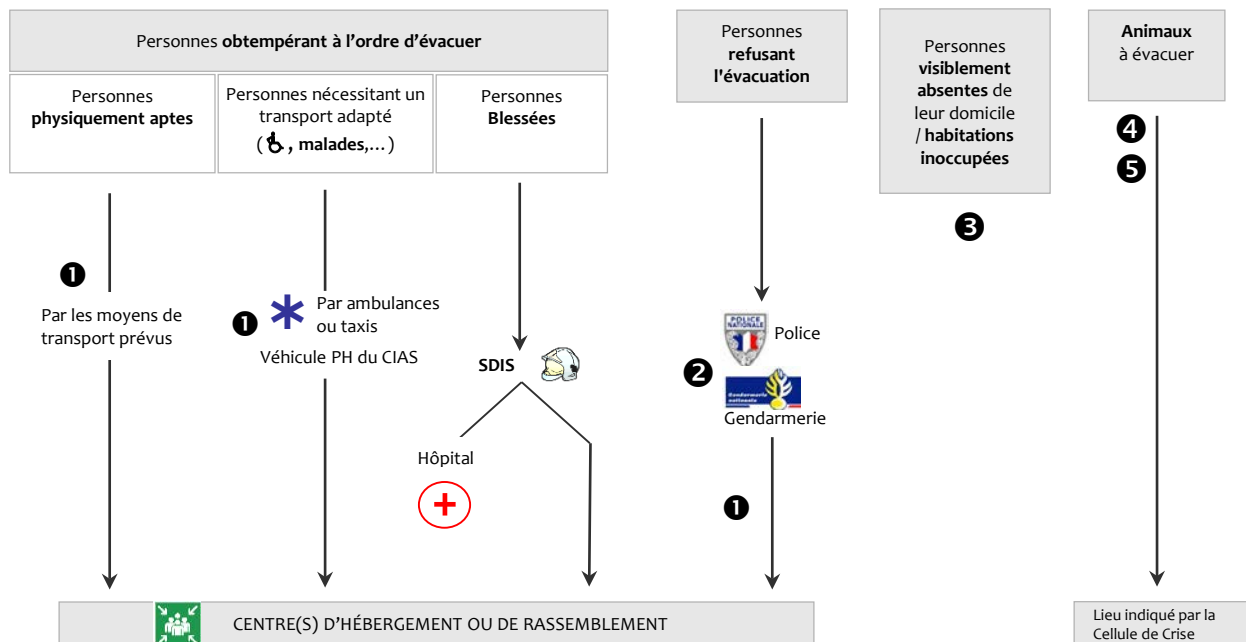 Personnes obtempérant à l'ordre d'évacuer
Personnes
physiquement aptes
Personnes nécessitant un
transport adapté
( , malades,...)
Personnes
Blessées
Personnes
refusant
l'évacuation
Personnes
visiblement
absentes de
leur domicile
/ habitations
inoccupées
Animaux
à évacuer
❹
❺
❸
❶
Par les moyens de
transport prévus
❶
Par ambulances
ou taxis
Véhicule PH du CIAS
SDIS
Hôpital
POLICE
NATIONALE
Police
❷
Gendarmerie
nationale
Gendarmerie
❶
CENTRE(S) D'HÉBERGEMENT OU DE RASSEMBLEMENT
Lieu indiqué par la
Cellule de Crise